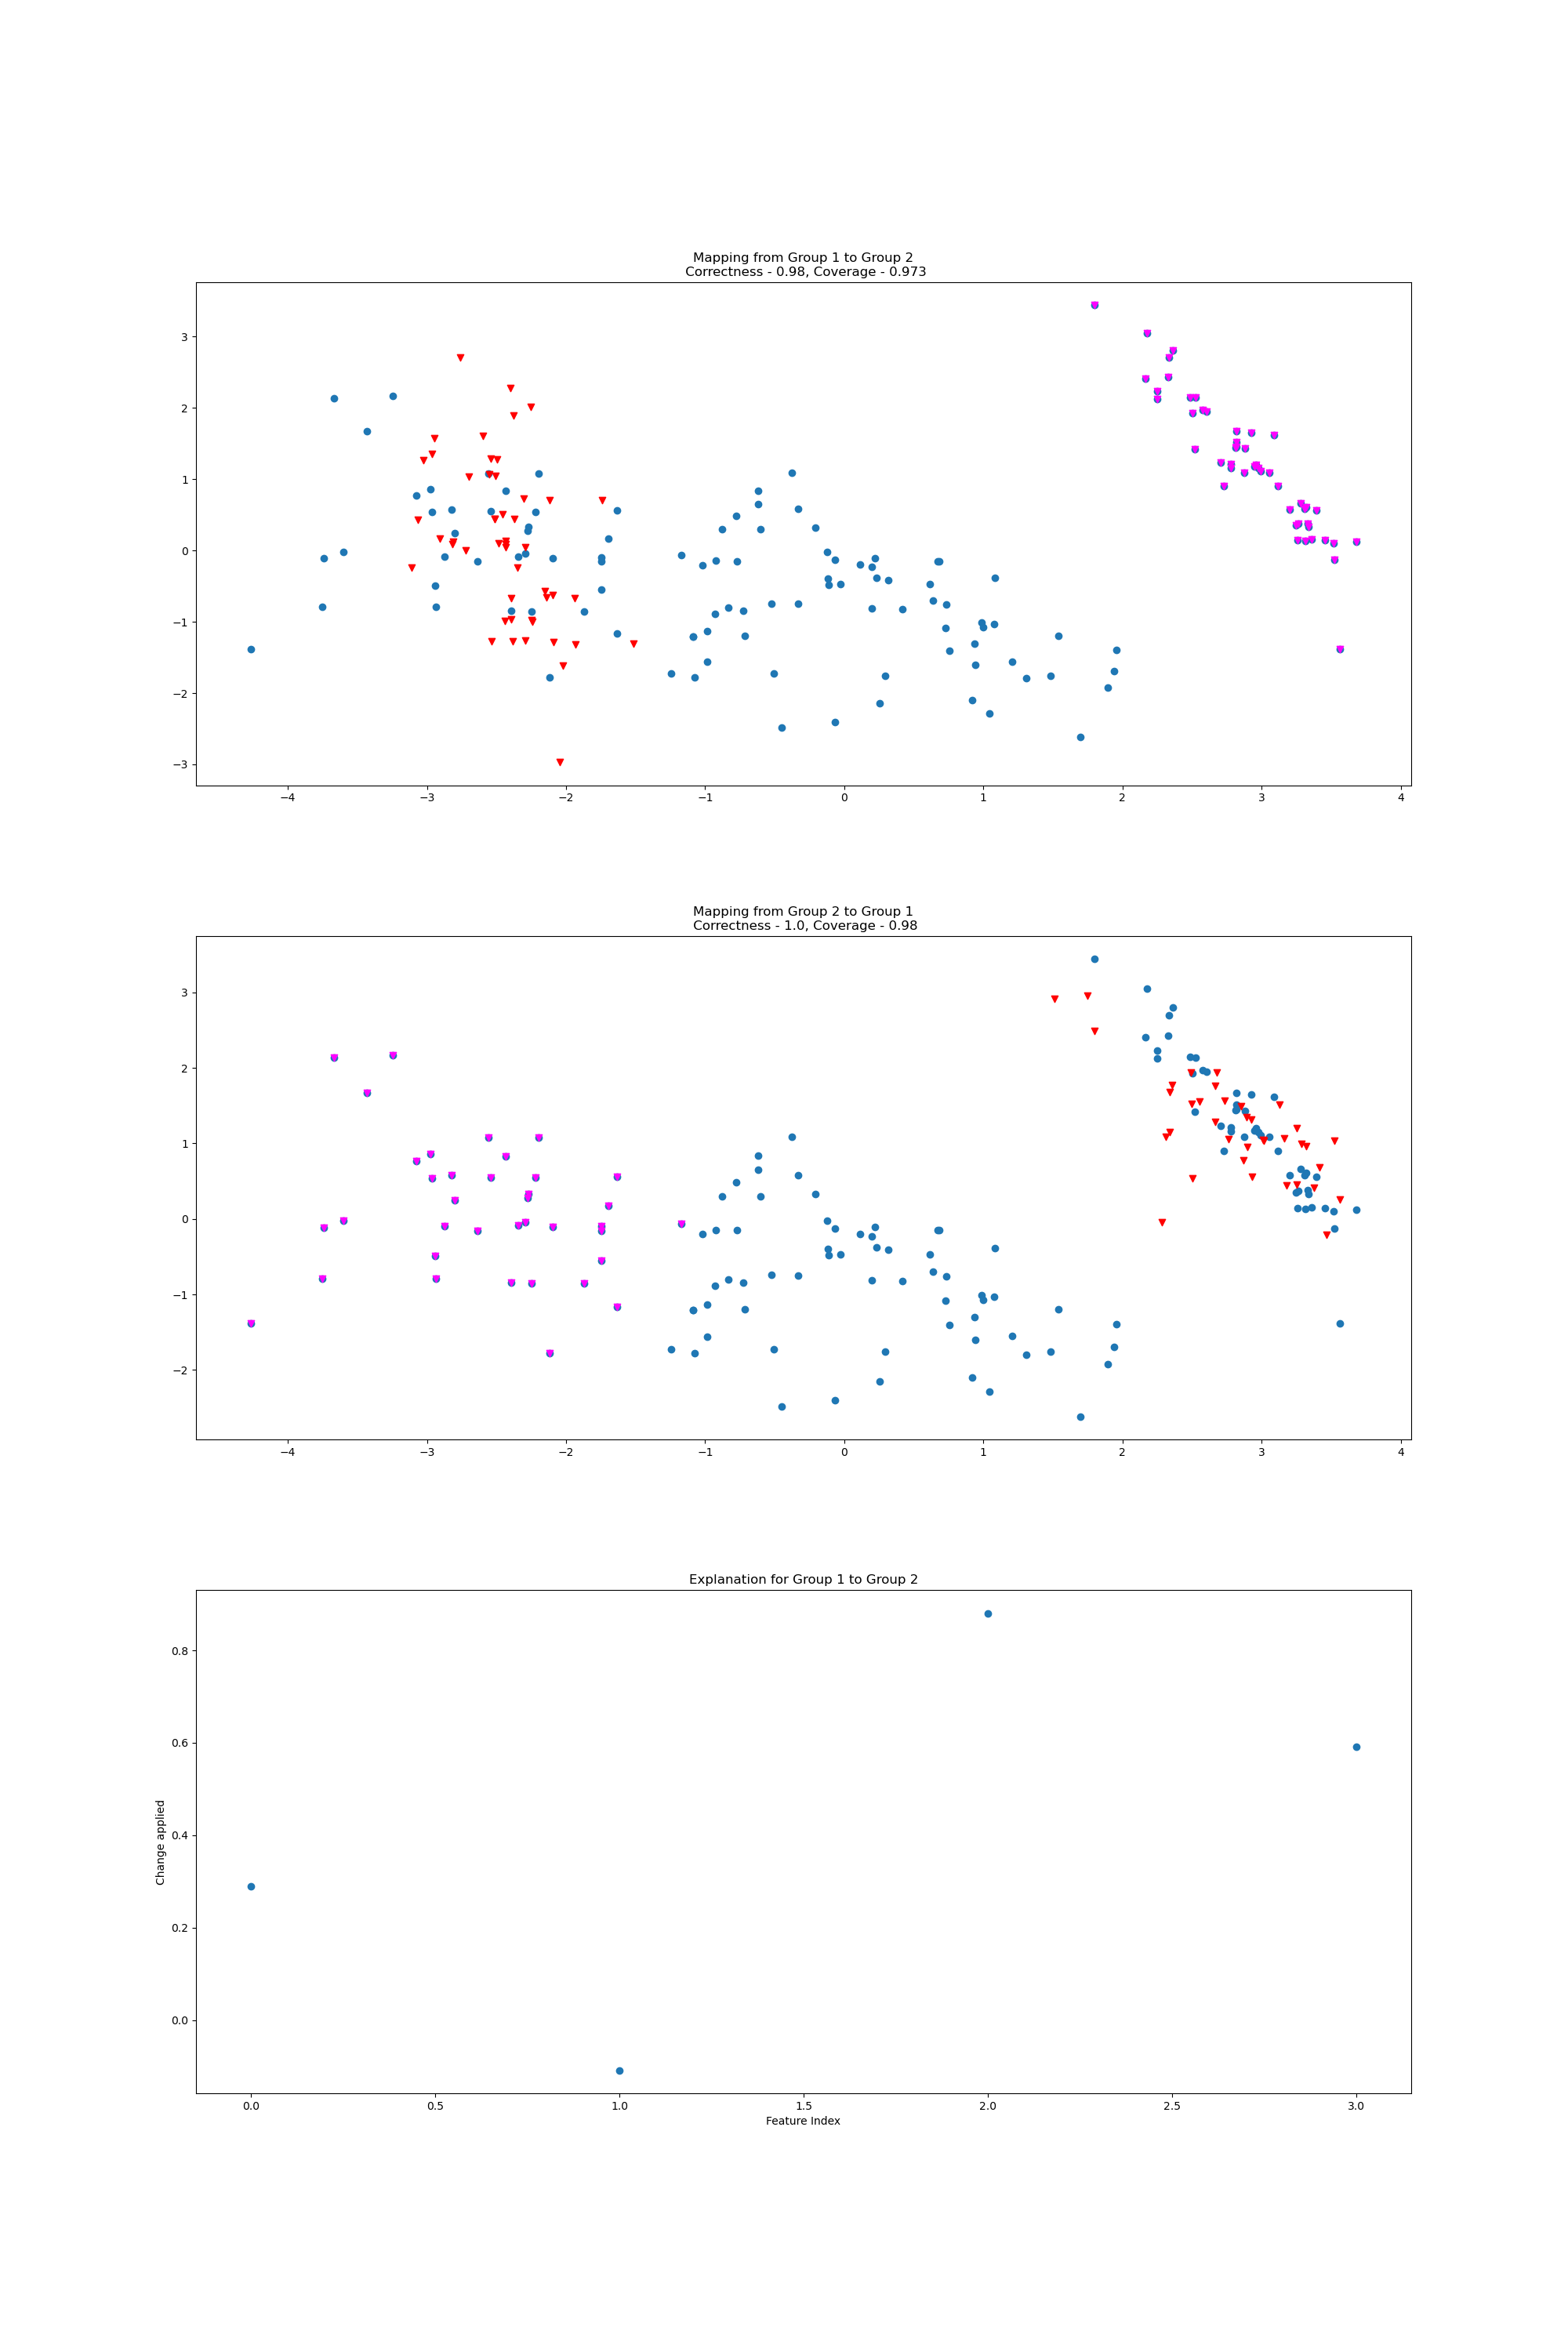 Mapping from Group 1 to Group 2
Correctness - 0.98, Coverage - 0.973
3
2
1
0
−1
−2
−3
−4 −3 −2 −1 0 1 2 3 4
Mapping from Group 2 to Group 1
Correctness - 1.0, Coverage - 0.98
3
2
1
0
−1
−2
−4 −3 −2 −1 0 1 2 3 4
Explanation for Group 1 to Group 2
Change applied
0.8
0.6
0.4
0.2
0.0
0.0 0.5 1.0 1.5 2.0 2.5 3.0
Feature Index